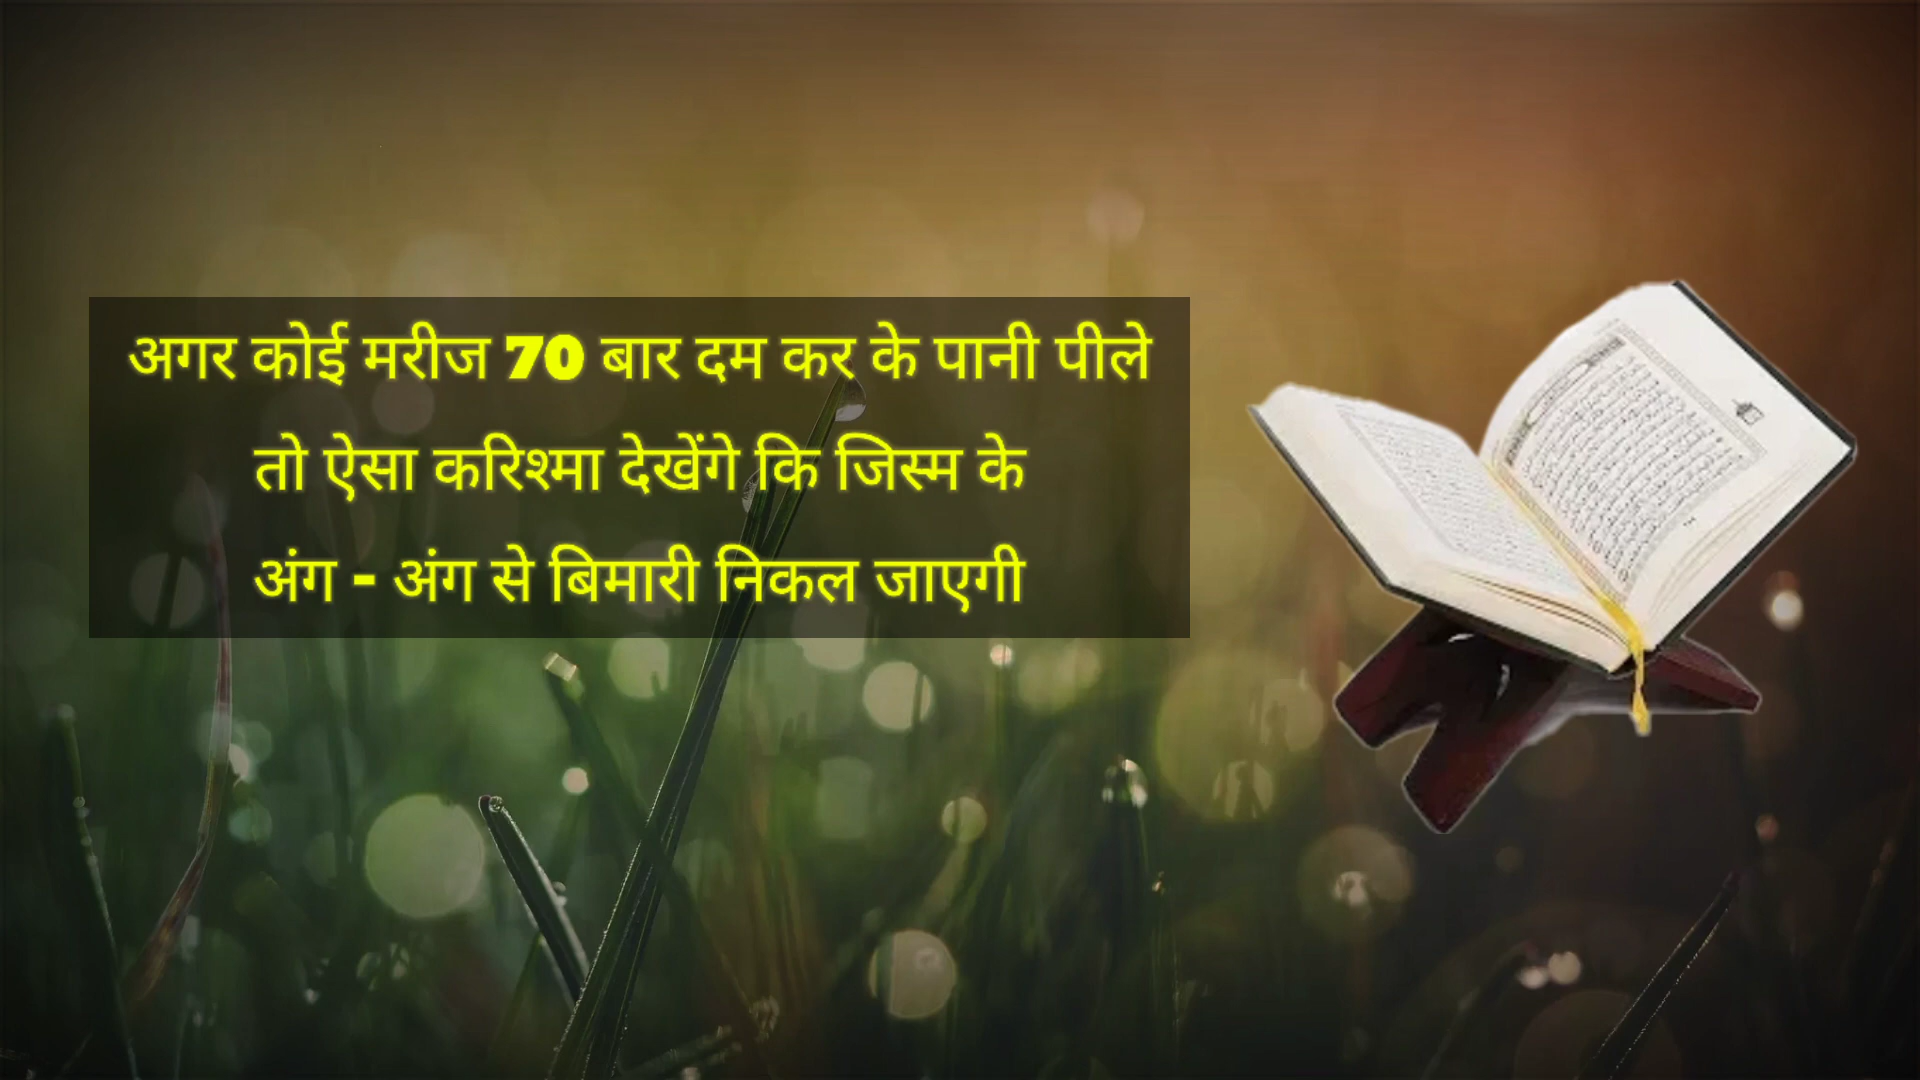 अगर कोई मरीज 70 बार दम कर के पानी पीले
तो ऐसा करिश्मा देखेंगे कि जिस्म के
अंग - अंग से बिमारी निकल जाएगी